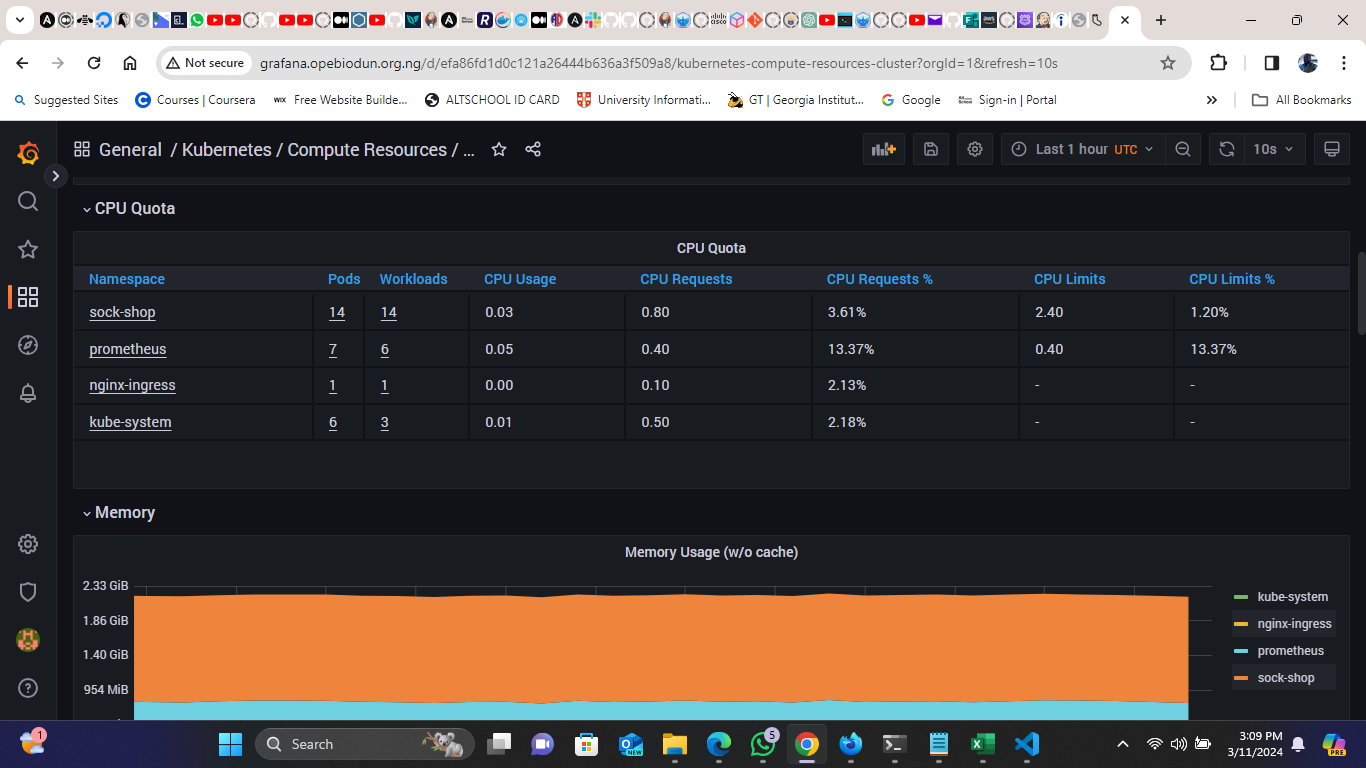 Not secure grafana.opebiodun.org.ng/d/efa86fd1d0c121a26444b636a3f509a8/kubernetes-compute-resources-cluster?orgId=1&refresh=10s
Suggested Sites Courses | Coursera WIX Free Website Builde... ALTSCHOOL ID CARD University Informati... GT | Georgia Institut... Google Sign-in | Portal » All Bookmarks
General / Kubernetes / Compute Resources / ... Last 1 hour UTC 10s
CPU Quota
CPU Quota
Namespace Pods Workloads CPU Usage CPU Requests CPU Requests % CPU Limits CPU Limits %
sock-shop 14 14 0.03 0.80 3.61% 2.40 1.20%
prometheus 7 6 0.05 0.40 13.37% 0.40 13.37%
nginx-ingress 1 1 0.00 0.10 2.13% - -
kube-system 6 3 0.01 0.50 2.18% - -
Memory
Memory Usage (w/o cache)
2.33 GiB
1.86 GiB
1.40 GiB
954 MiB
kube-system
nginx-ingress
prometheus
sock-shop
1 Search NEW 5 3:09 PM PRE
3/11/2024